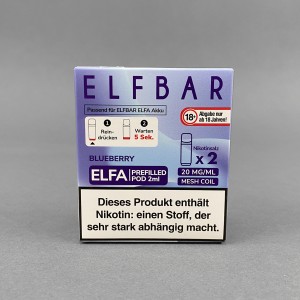 ELFBAR
Passend für ELFBAR ELFA Akku
1
Rein-
drücken
2
Warten
5 Sek.
18+
Abgabe nur
ab 18 Jahren!
BLUEBERRY
Nikotinsalz
x 2
ELFA PREFILLED
POD 2ml
20 MG/ML
MESH COIL
Dieses Produkt enthält
Nikotin: einen Stoff, der
sehr stark abhängig macht.